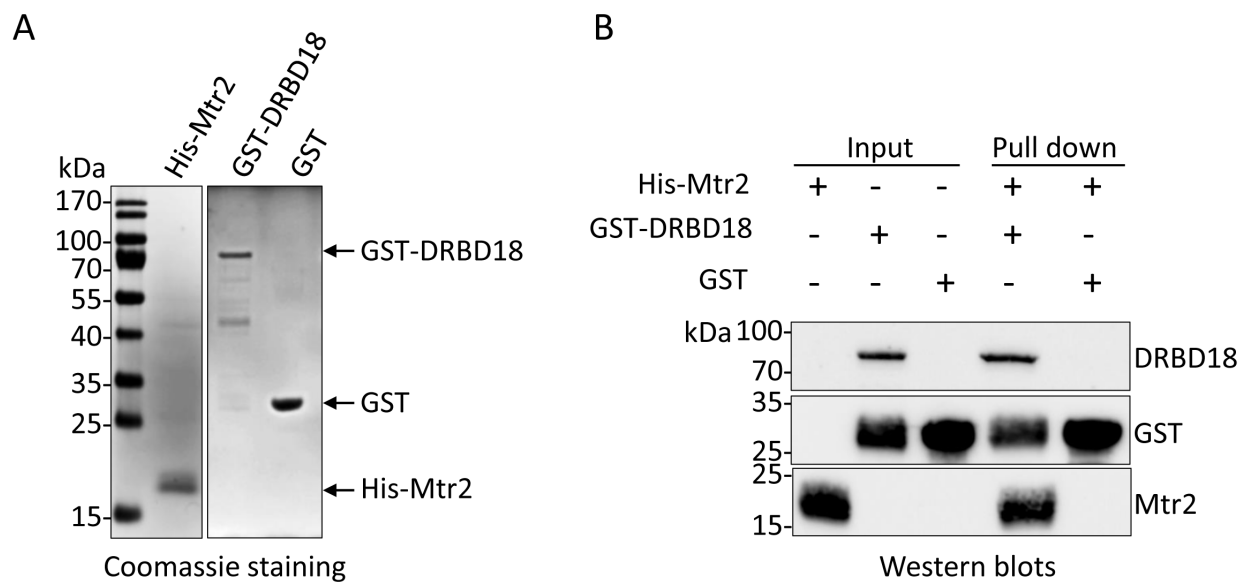 A
His-Mtr2
GST-DRBD18
GST
kDa
170-
100-
70-
55-
40-
35-
25-
15-
GST-DRBD18
GST
His-Mtr2
Coomassie staining
B
Input Pull down
His-Mtr2 + - - + +
GST-DRBD18 - + - + -
GST - - + - +
kDa 100-
70-
DRBD18
35-
25-
GST
25-
15-
Mtr2
Western blots